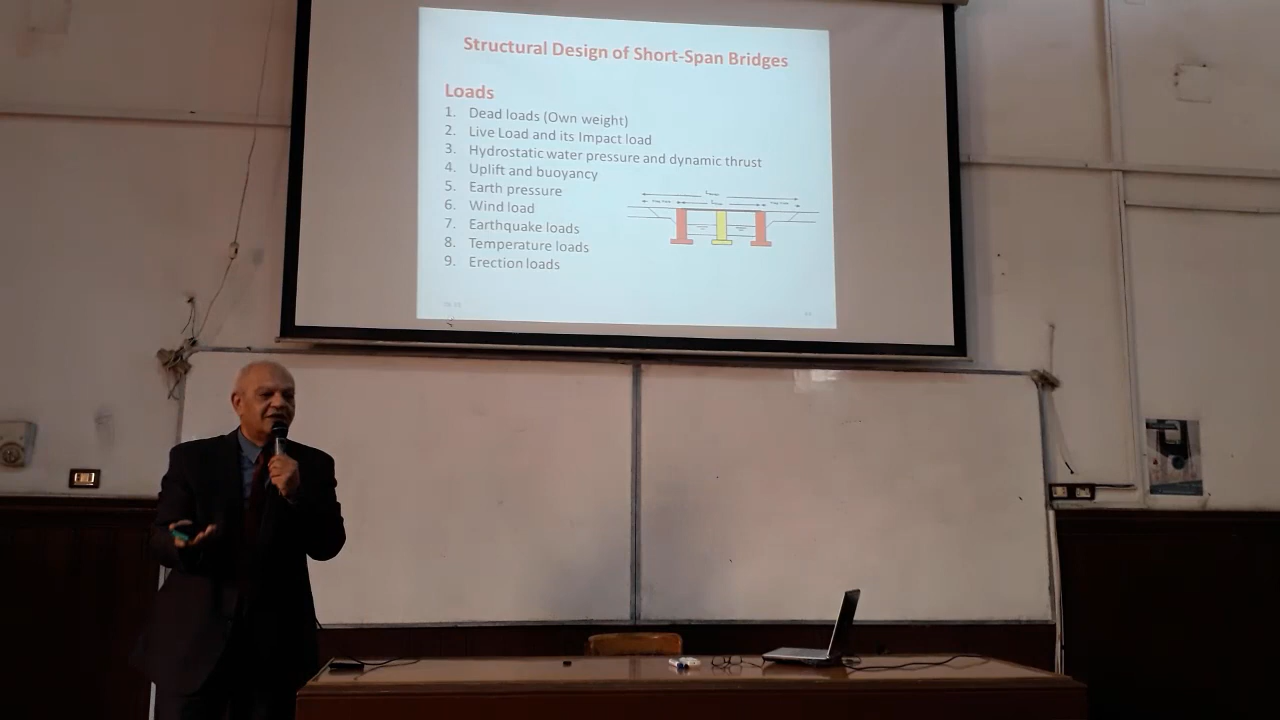 Structural Design of Short-Span Bridges
Loads
1. Dead loads (Own weight)
2. Live Load and its Impact load
3. Hydrostatic water pressure and dynamic thrust
4. Uplift and buoyancy
5. Earth pressure
6. Wind load
7. Earthquake loads
8. Temperature loads
9. Erection loads